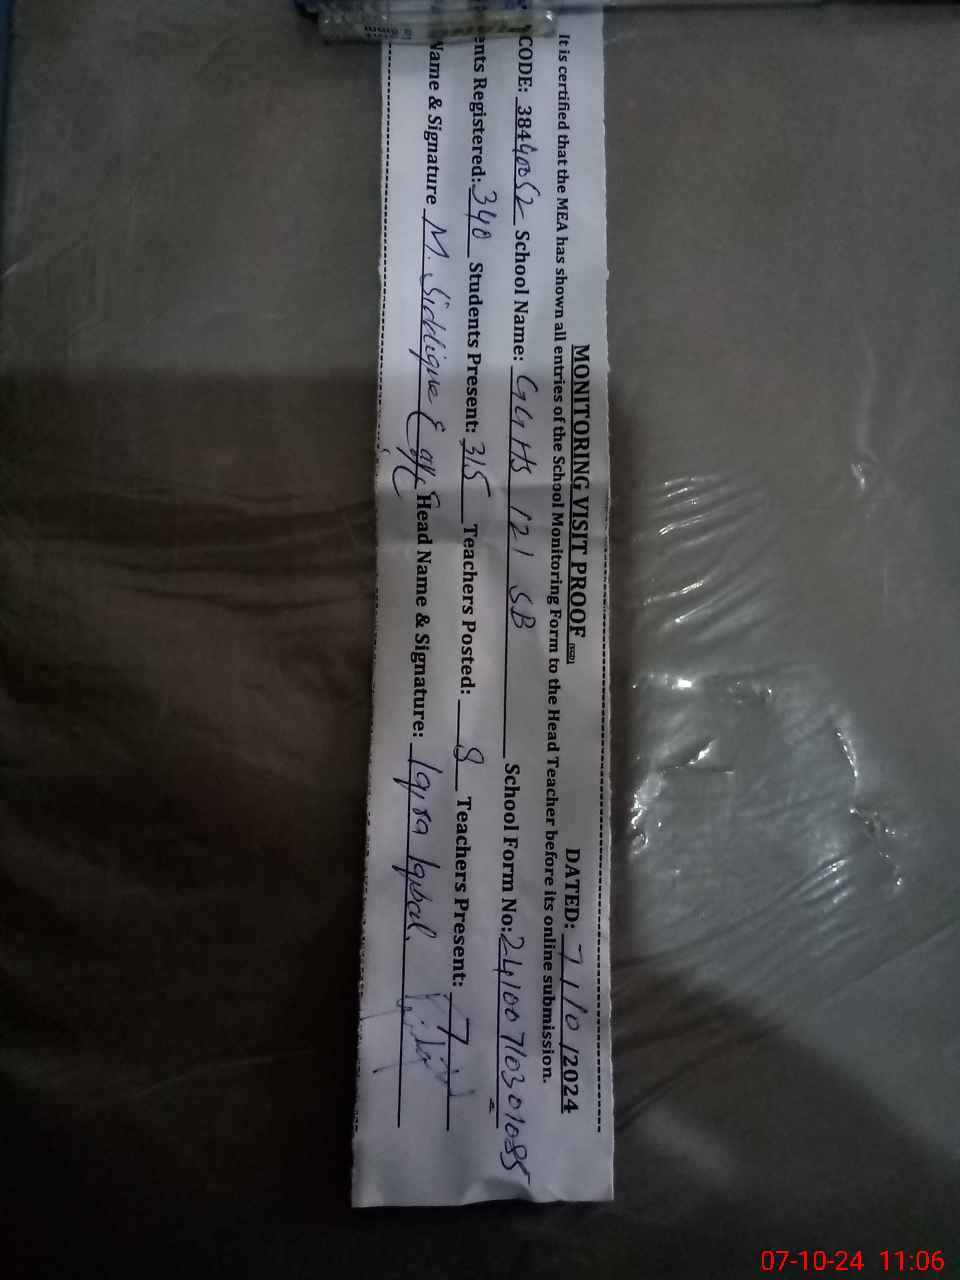 MONITORING VISIT PROOF DATED: 7/10/2024
It is certified that the MEA has shown all entries of the School Monitoring Form to the Head Teacher before its online submission.
CODE: 38440052 School Name: GGHS 121 SB School Form No: 24100710301085
ents Registered: 340 Students Present: 315 Teachers Posted: 8 Teachers Present: 7
Name & Signature M. Siddique Head Name & Signature: Iqra Iqbal.
07-10-24 11:06